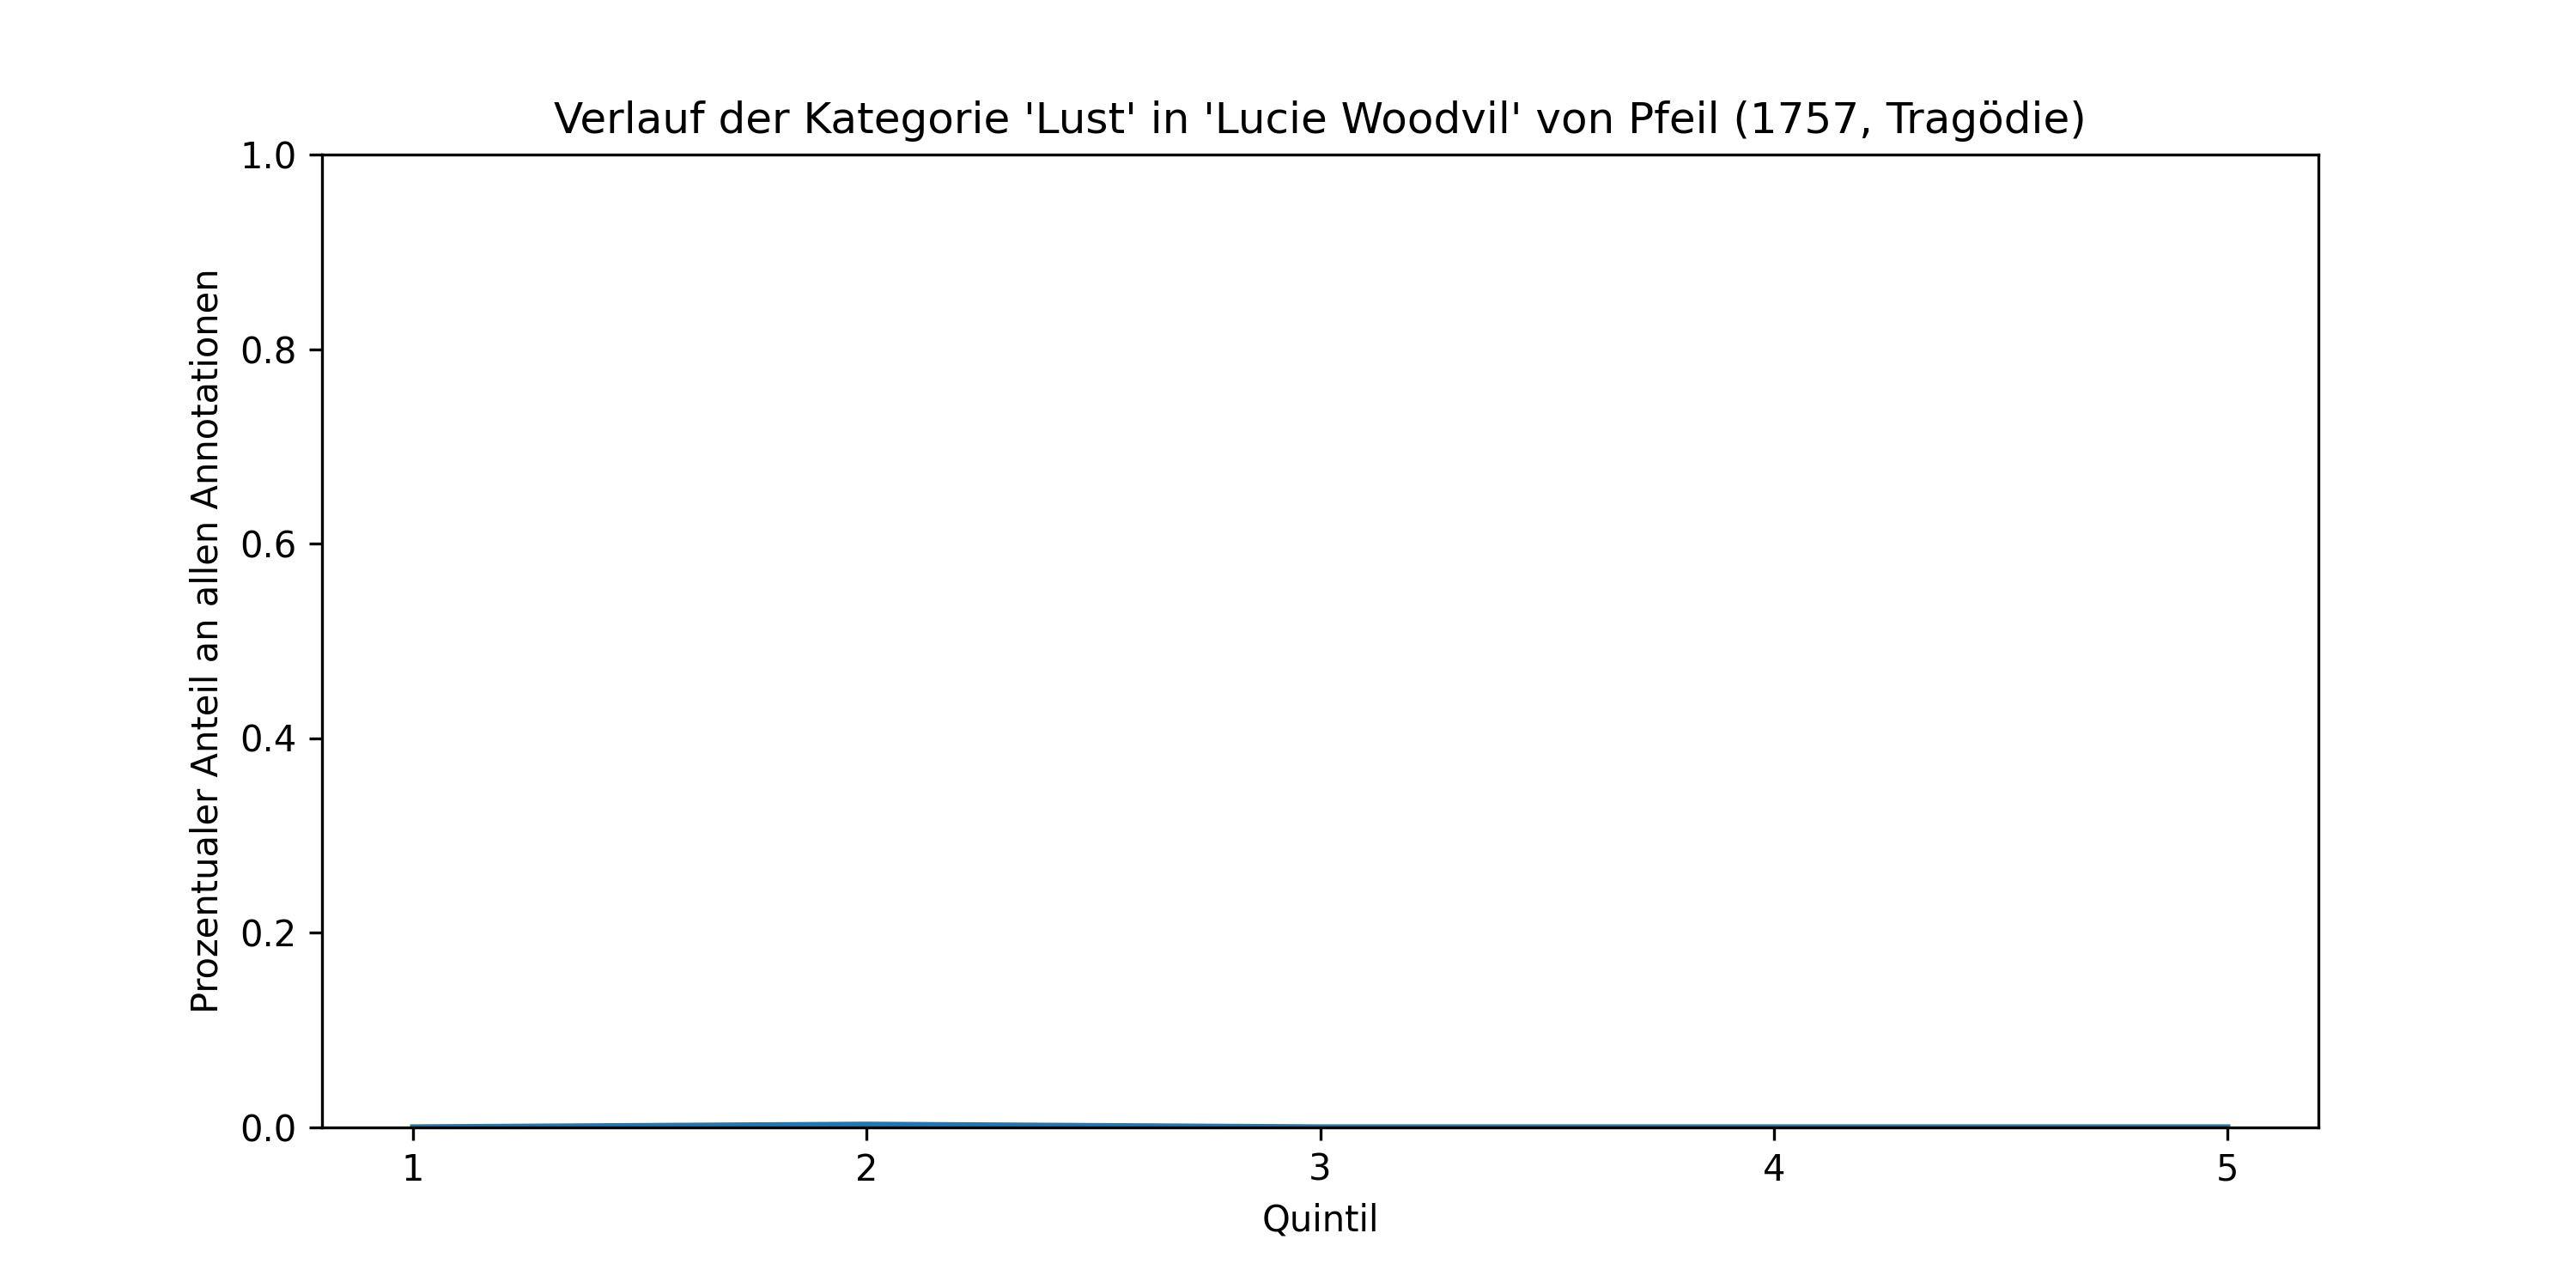 Verlauf der Kategorie 'Lust' in 'Lucie Woodvil' von Pfeil (1757, Tragödie)
Prozentualer Anteil an allen Annotationen
1.0
0.8
0.6
0.4
0.2
0.0
1 2 3 4 5
Quintil